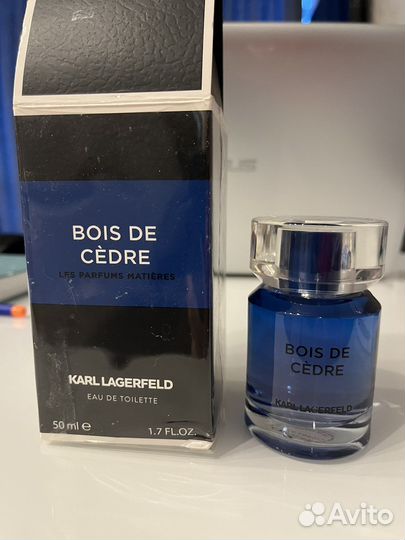 BOIS DE
CÈDRE
LES PARFUMS MATIÈRES
KARL LAGERFELD
EAU DE TOILETTE
50 ml ℮ 1.7 FL.OZ.
BOIS DE
CÈDRE
KARL LAGERFELD
Avito